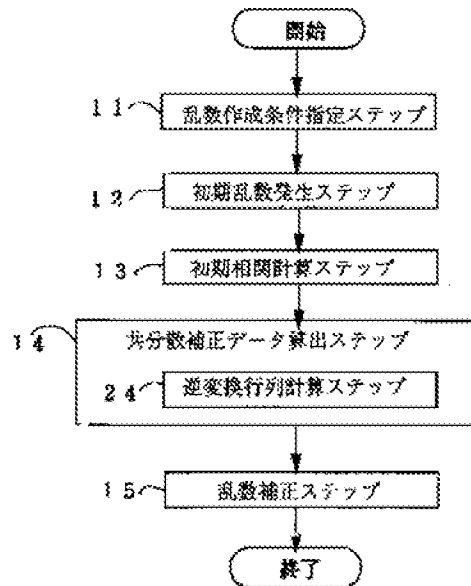 開始
11 乱数作成条件指定ステップ
12 初期乱数発生ステップ
13 初期相関計算ステップ
14 共分散補正データ算出ステップ
24 逆変換行列計算ステップ
15 乱数補正ステップ
終了